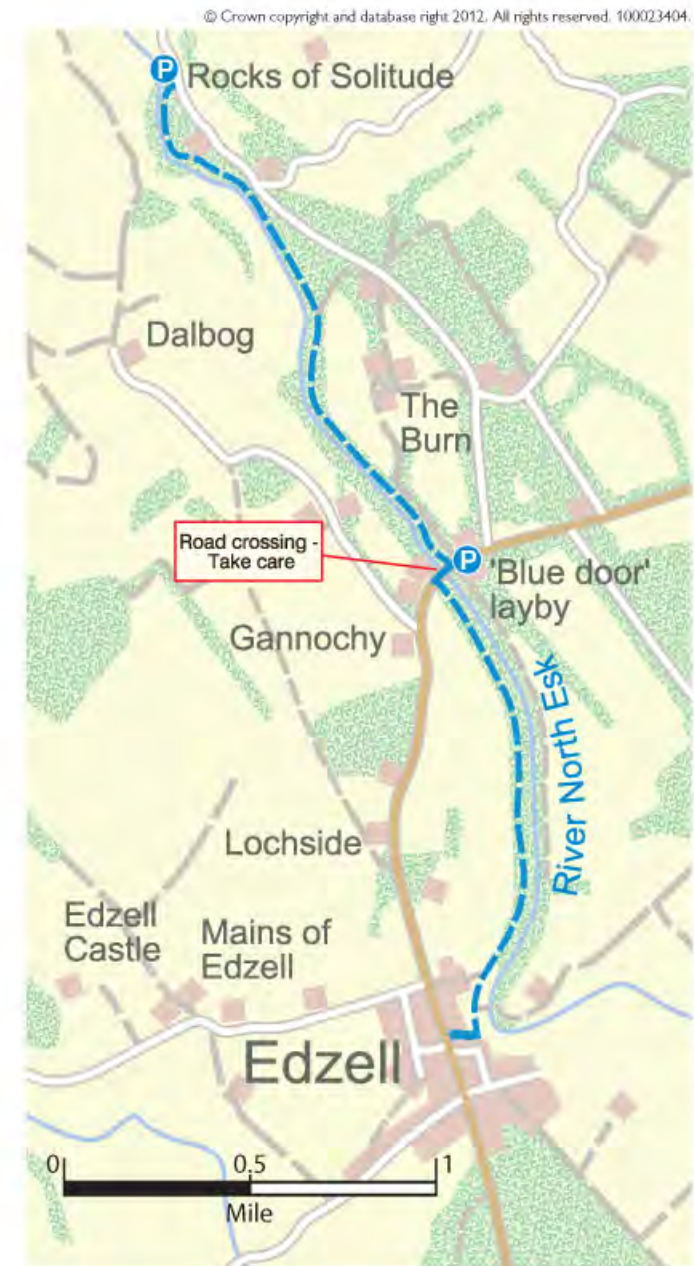 © Crown copyright and database right 2012. All rights reserved. 100023404.
P
Rocks of Solitude
Dalbog
The
Burn
Road crossing -
Take care
P
'Blue door'
layby
Gannochy
River North Esk
Lochside
Edzell
Castle
Mains of
Edzell
Edzell
0 0.5 1
Mile